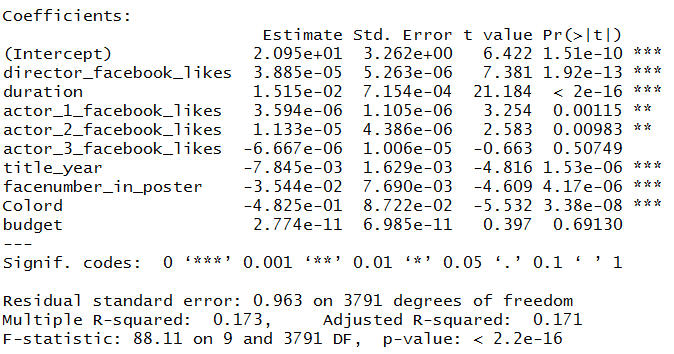 Coefficients:
Estimate Std. Error t value Pr(>|t|)
(Intercept) 2.095e+01 3.262e+00 6.422 1.51e-10 ***
director_facebook_likes 3.885e-05 5.263e-06 7.381 1.92e-13 ***
duration 1.515e-02 7.154e-04 21.184 < 2e-16 ***
actor_1_facebook_likes 3.594e-06 1.105e-06 3.254 0.00115 **
actor_2_facebook_likes 1.133e-05 4.386e-06 2.583 0.00983 **
actor_3_facebook_likes -6.667e-06 1.006e-05 -0.663 0.50749
title_year -7.845e-03 1.629e-03 -4.816 1.53e-06 ***
facenumber_in_poster -3.544e-02 7.690e-03 -4.609 4.17e-06 ***
Colord -4.825e-01 8.722e-02 -5.532 3.38e-08 ***
budget 2.774e-11 6.985e-11 0.397 0.69130
---
Signif. codes: 0 ‘***’ 0.001 ‘**’ 0.01 ‘*’ 0.05 ‘.’ 0.1 ‘ ’ 1
Residual standard error: 0.963 on 3791 degrees of freedom
Multiple R-squared: 0.173, Adjusted R-squared: 0.171
F-statistic: 88.11 on 9 and 3791 DF, p-value: < 2.2e-16